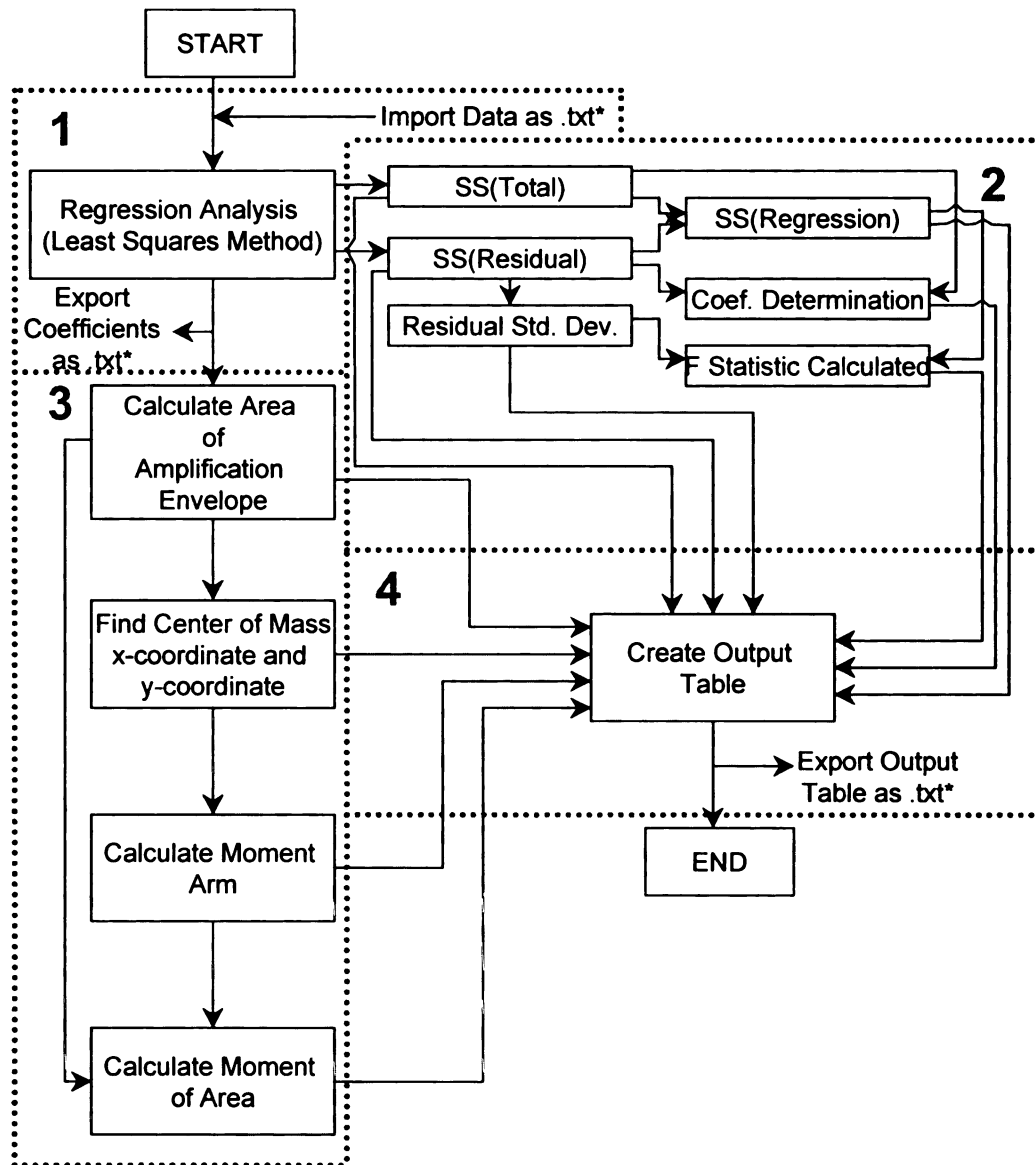 START
1
Import Data as .txt*
Regression Analysis
(Least Squares Method)
Export
Coefficients
as .txt*
2
SS(Total)
SS(Regression)
SS(Residual)
Coef. Determination
Residual Std. Dev.
F Statistic Calculated
3
Calculate Area
of
Amplification
Envelope
Find Center of Mass
x-coordinate and
y-coordinate
Calculate Moment
Arm
Calculate Moment
of Area
4
Create Output
Table
Export Output
Table as .txt*
END